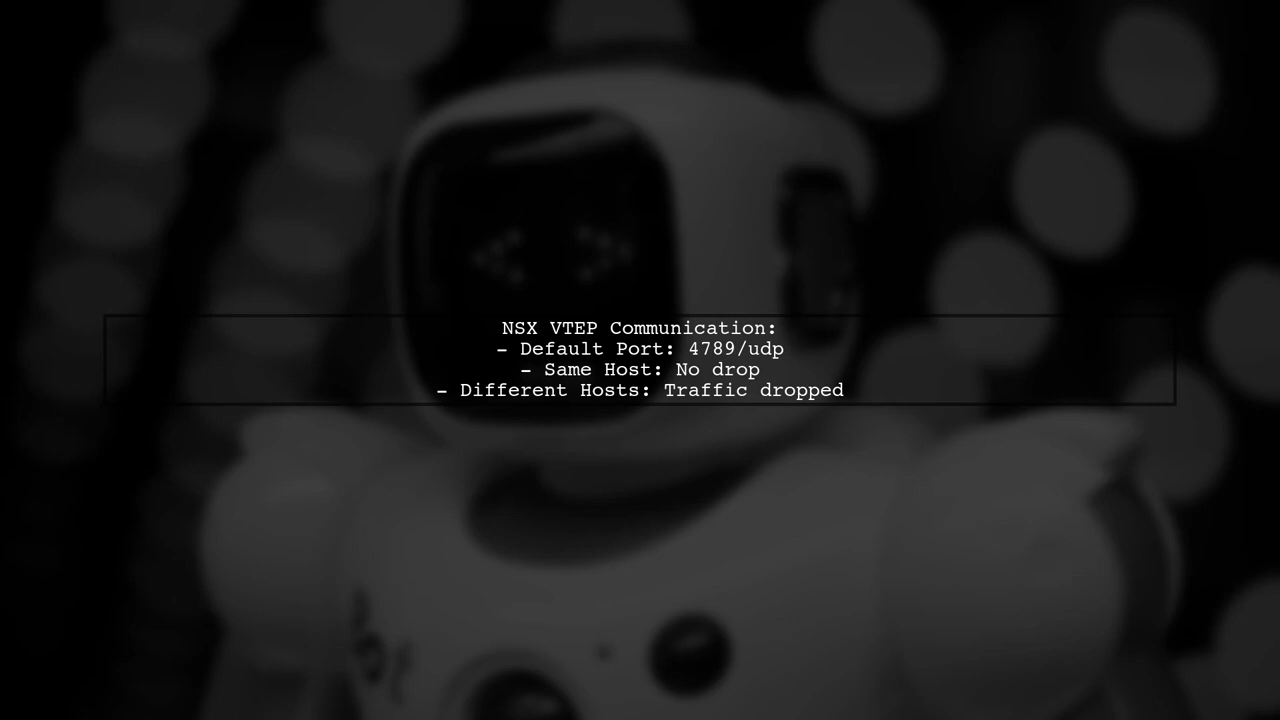 NSX VTEP Communication:
- Default Port: 4789/udp
- Same Host: No drop
- Different Hosts: Traffic dropped